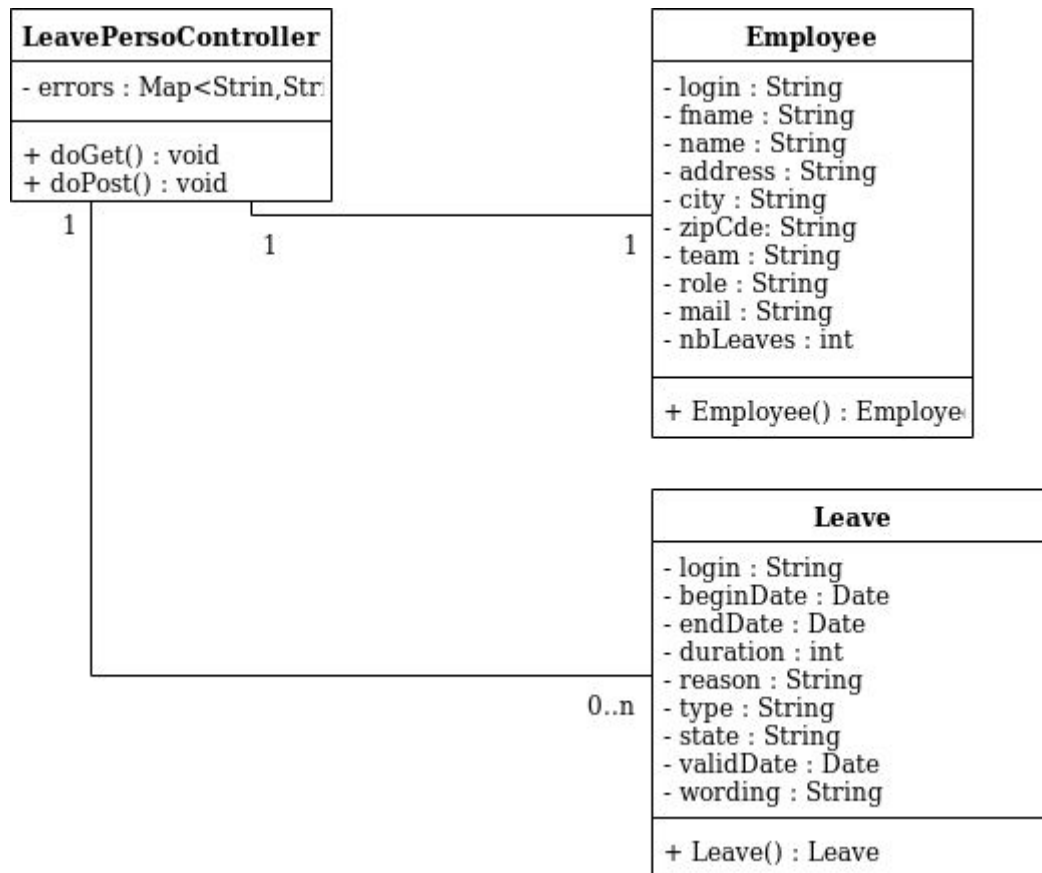 LeavePersoController
- errors : Map<Strin,Stri
+ doGet() : void
+ doPost() : void
1
1
1
Employee
- login : String
- fname : String
- name : String
- address : String
- city : String
- zipCde: String
- team : String
- role : String
- mail : String
- nbLeaves : int
+ Employee() : Employe
Leave
- login : String
- beginDate : Date
- endDate : Date
- duration : int
- reason : String
- type : String
- state : String
- validDate : Date
- wording : String
+ Leave() : Leave
0..n